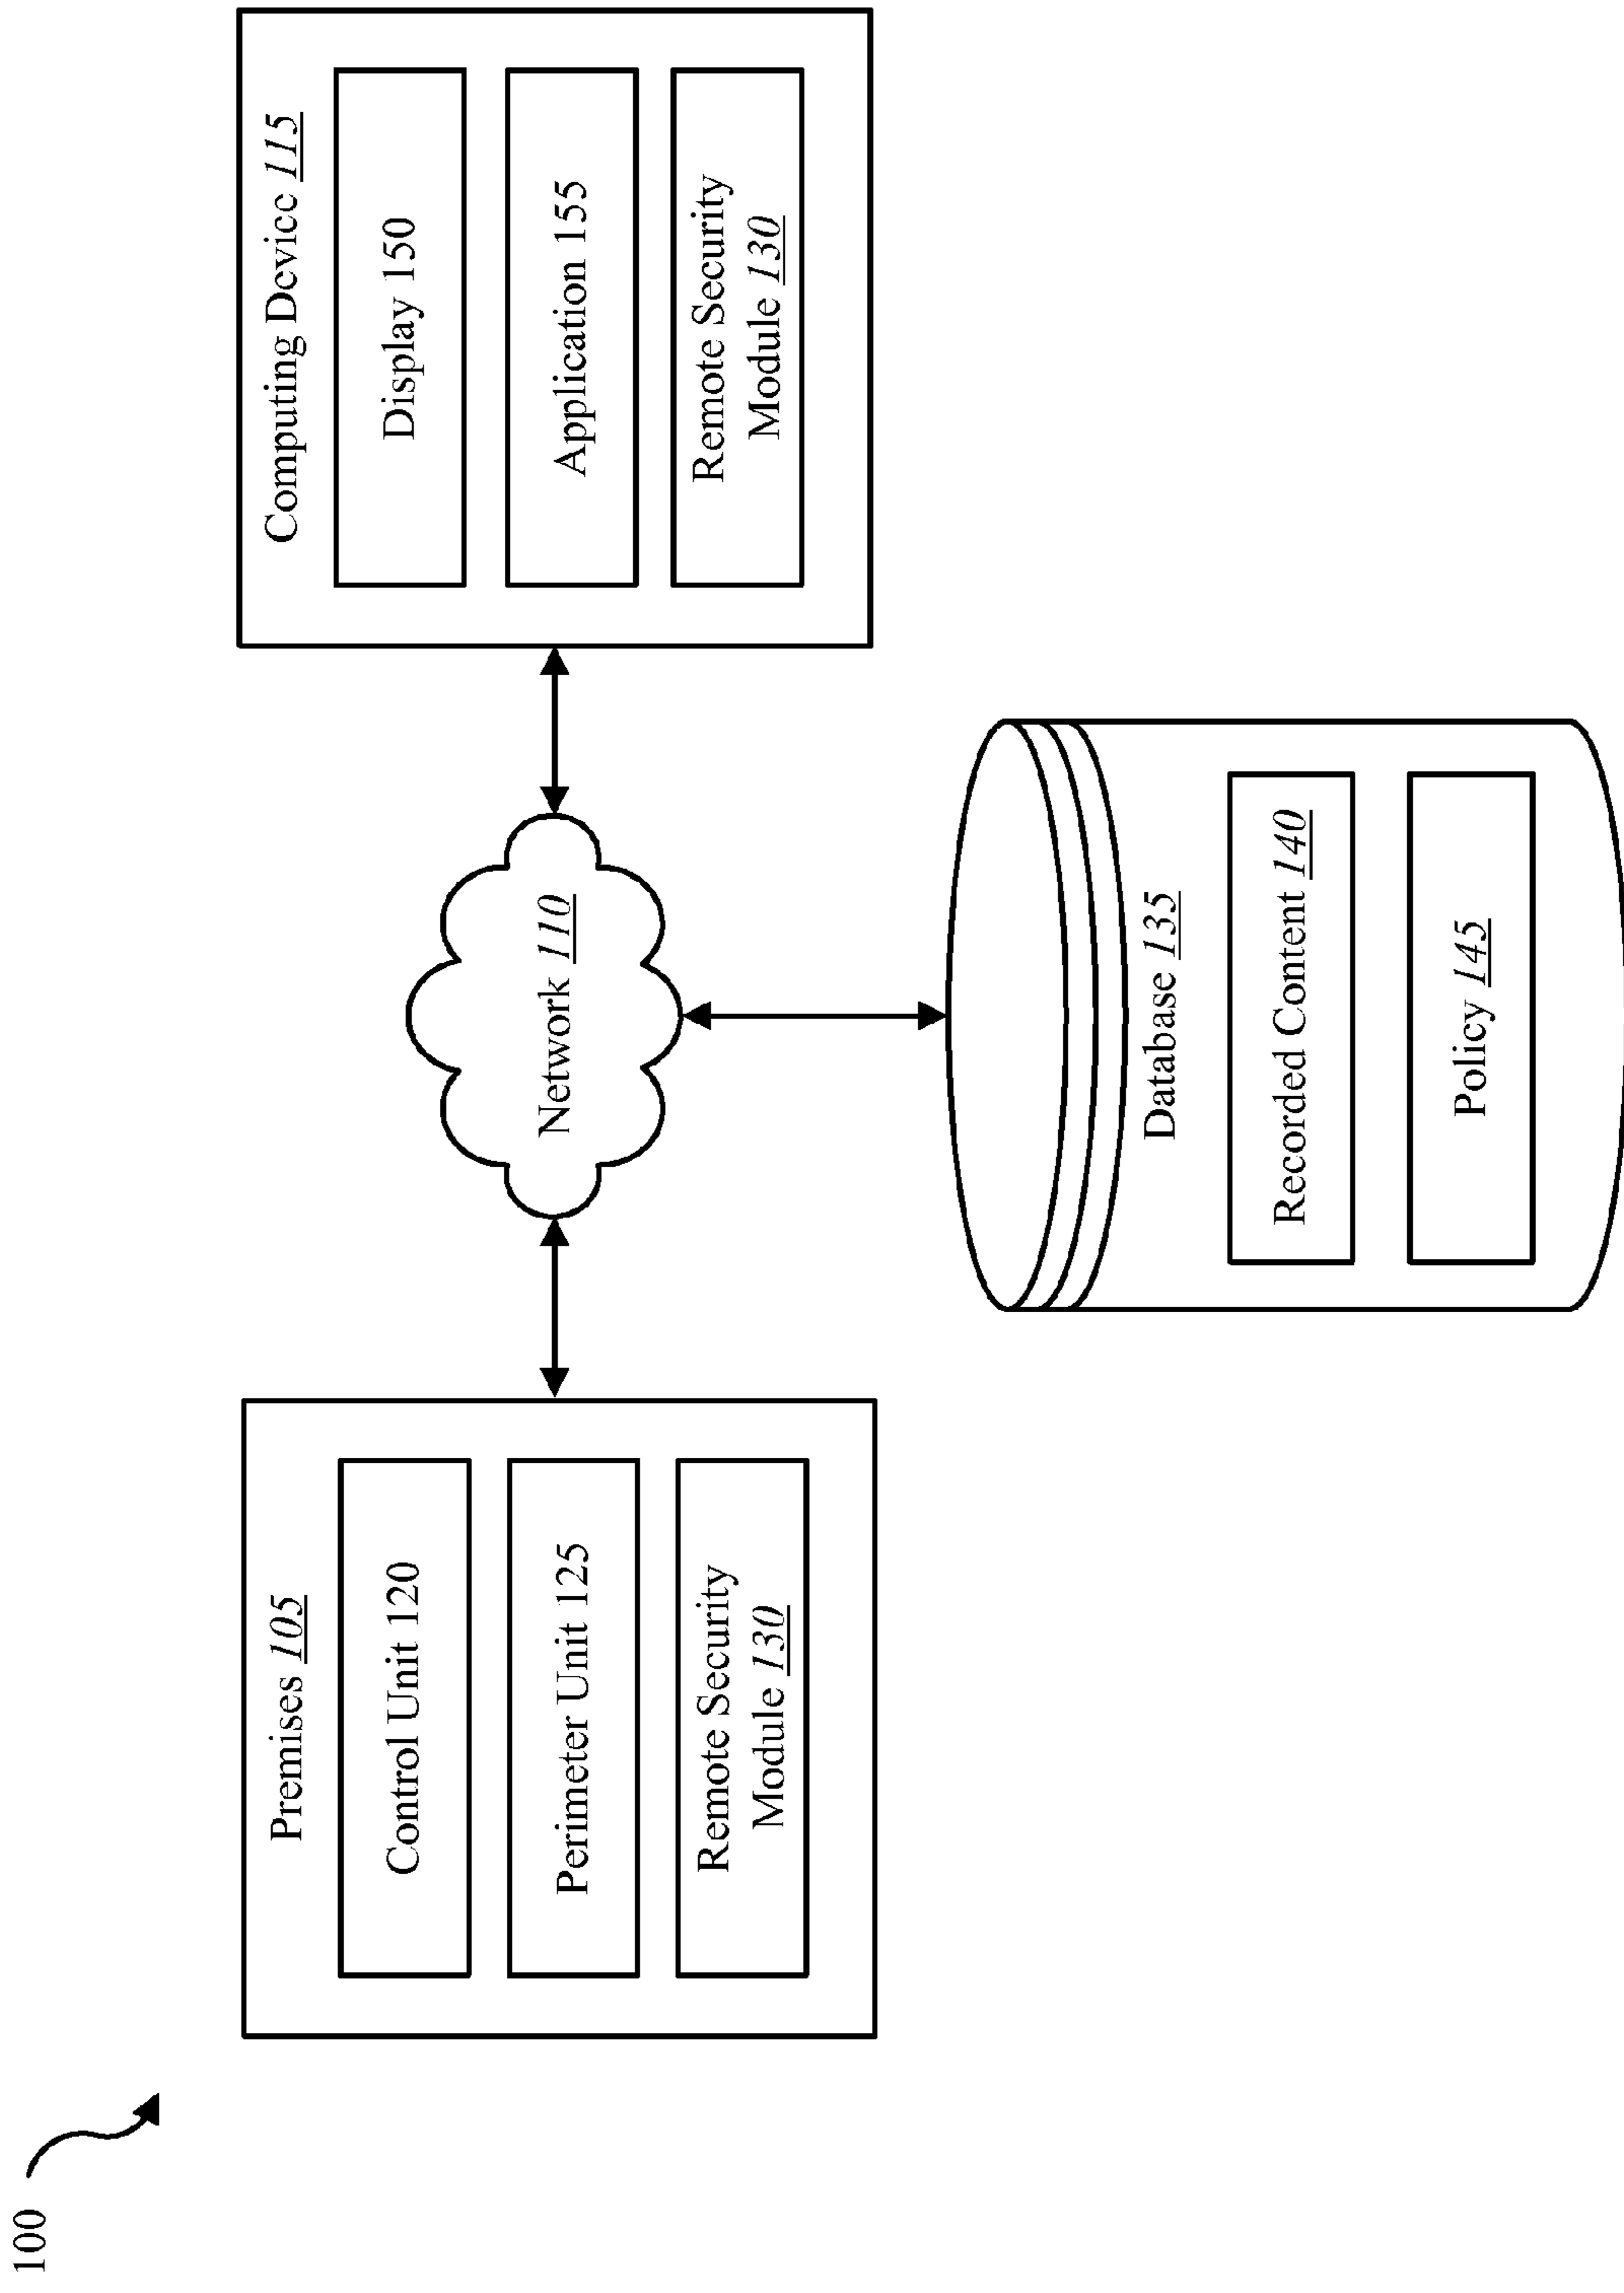 100
Premises 105
Control Unit 120
Perimeter Unit 125
Remote Security
Module 130
Network 110
Computing Device 115
Display 150
Application 155
Remote Security
Module 130
Database 135
Recorded Content 140
Policy 145